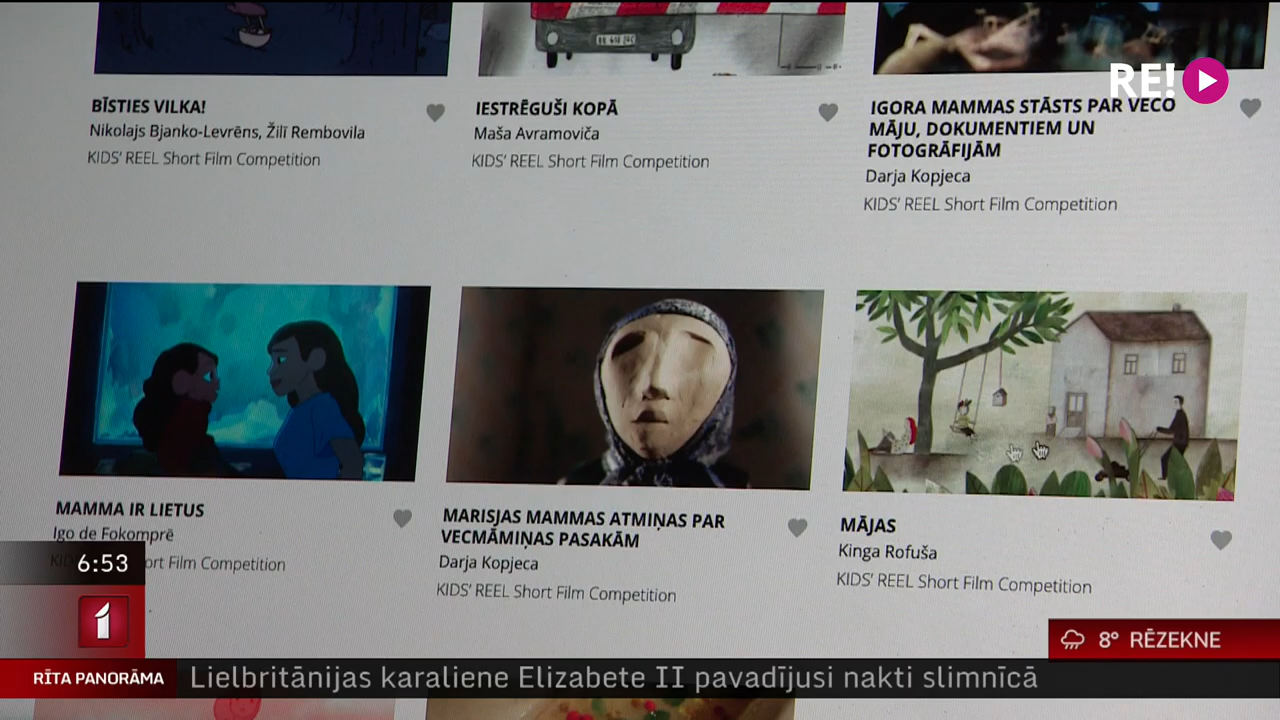 RE!
BĪSTIES VILKA!
Nikolajs Bjanko-Levrēns, Žilī Rembovila
KIDS' REEL Short Film Competition
IESTRĒGUŠI KOPĀ
Maša Avramoviča
KIDS' REEL Short Film Competition
IGORA MAMMAS STĀSTS PAR VECO
MĀJU, DOKUMENTIEM UN
FOTOGRĀFIJĀM
Darja Kopjeca
KIDS' REEL Short Film Competition
MAMMA IR LIETUS
Igo de Fokomprē
ort Film Competition
MARISJAS MAMMAS ATMIŅAS PAR
VECMĀMIŅAS PASAKĀM
Darja Kopjeca
KIDS' REEL Short Film Competition
MĀJAS
Kinga Rofuša
KIDS' REEL Short Film Competition
6:53
1
8° RĒZEKNE
RĪTA PANORĀMA
Lielbritānijas karaliene Elizabete II pavadījusi nakti slimnīcā